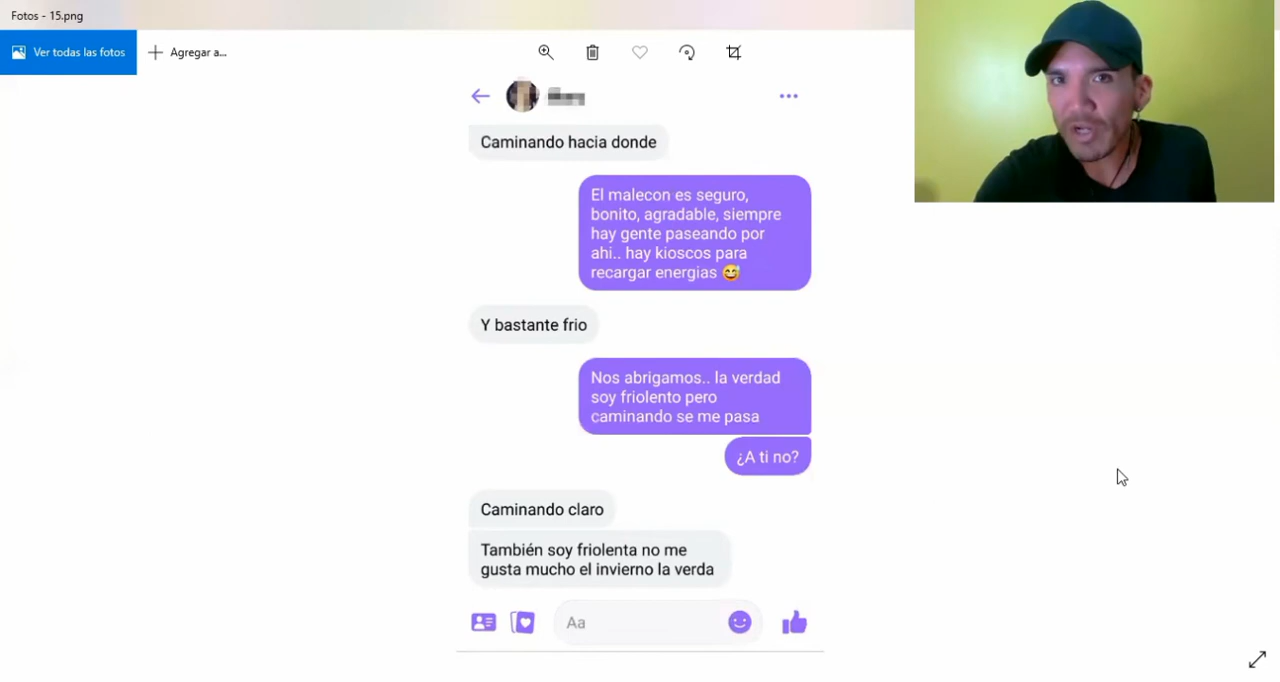 Fotos - 15.png
Ver todas las fotos
Agregar a...
Caminando hacia donde
El malecon es seguro,
bonito, agradable, siempre
hay gente paseando por
ahi.. hay kioscos para
recargar energias 😅
Y bastante frio
Nos abrigamos.. la verdad
soy friolento pero
caminando se me pasa
¿A ti no?
Caminando claro
También soy friolenta no me
gusta mucho el invierno la verda
Aa